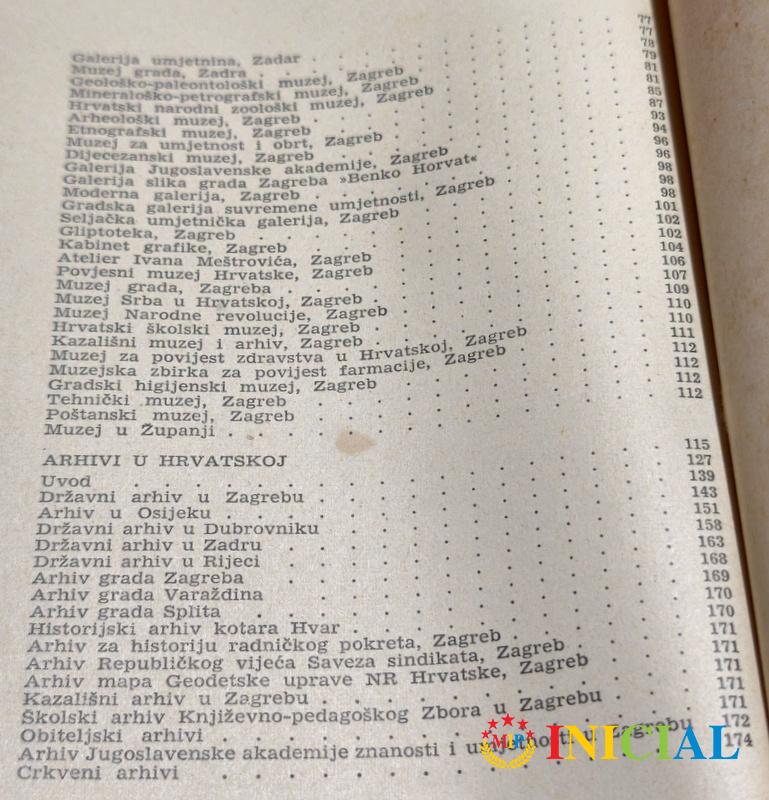 Galerija umjetnina, Zadar . . . . . . . 77
Muzej grada, Zadra . . . . . . . 77
Geološko-paleontološki muzej, Zagreb . . . . . 78
Mineraloško-petrografski muzej, Zagreb . . . . . 79
Hrvatski narodni zoološki muzej, Zagreb . . . . . 81
Arheološki muzej, Zagreb . . . . . . . 81
Etnografski muzej, Zagreb . . . . . . . 85
Muzej za umjetnost i obrt, Zagreb . . . . . . 87
Dijecezanski muzej, Zagreb . . . . . . . 93
Galerija Jugoslavenske akademije, Zagreb . . . . . 94
Galerija slika grada Zagreba »Benko Horvat« . . . . 96
Moderna galerija, Zagreb . . . . . . . 96
Gradska galerija suvremene umjetnosti, Zagreb . . . . 98
Seljačka umjetnička galerija, Zagreb . . . . . 98
Gliptoteka, Zagreb . . . . . . . . 98
Kabinet grafike, Zagreb . . . . . . . 101
Atelier Ivana Meštrovića, Zagreb . . . . . . 102
Povjesni muzej Hrvatske, Zagreb . . . . . . 102
Muzej grada, Zagreba . . . . . . . 104
Muzej Srba u Hrvatskoj, Zagreb . . . . . . 106
Muzej Narodne revolucije, Zagreb . . . . . . 107
Hrvatski školski muzej, Zagreb . . . . . . 109
Kazališni muzej i arhiv, Zagreb . . . . . . 110
Muzej za povijest zdravstva u Hrvatskoj, Zagreb . . . 110
Muzejska zbirka za povijest farmacije, Zagreb . . . . 111
Gradski higijenski muzej, Zagreb . . . . . . 112
Tehnički muzej, Zagreb . . . . . . . 112
Poštanski muzej, Zagreb . . . . . . . 112
Muzej u Županji . . . . . . . . 112
ARHIVI U HRVATSKOJ
Uvod . . . . . . . . . . 115
Državni arhiv u Zagrebu . . . . . . . 127
Arhiv u Osijeku . . . . . . . . 139
Državni arhiv u Dubrovniku . . . . . . 143
Državni arhiv u Zadru . . . . . . . 151
Državni arhiv u Rijeci . . . . . . . 158
Arhiv grada Zagreba . . . . . . . 163
Arhiv grada Varaždina . . . . . . . 168
Arhiv grada Splita . . . . . . . . 169
Historijski arhiv kotara Hvar . . . . . . 170
Arhiv za historiju radničkog pokreta, Zagreb . . . . 170
Arhiv Republičkog vijeća Saveza sindikata, Zagreb . . . 171
Arhiv mapa Geodetske uprave NR Hrvatske, Zagreb . . . 171
Kazališni arhiv u Zagrebu . . . . . . . 171
Školski arhiv Književno-pedagoškog Zbora u Zagrebu . . 171
Obiteljski arhivi . . . . . . . . 171
Arhiv Jugoslavenske akademije znanosti i umjetnosti u Zagrebu 172
Crkveni arhivi . . . . . . . . 174
M.B. INICIAL